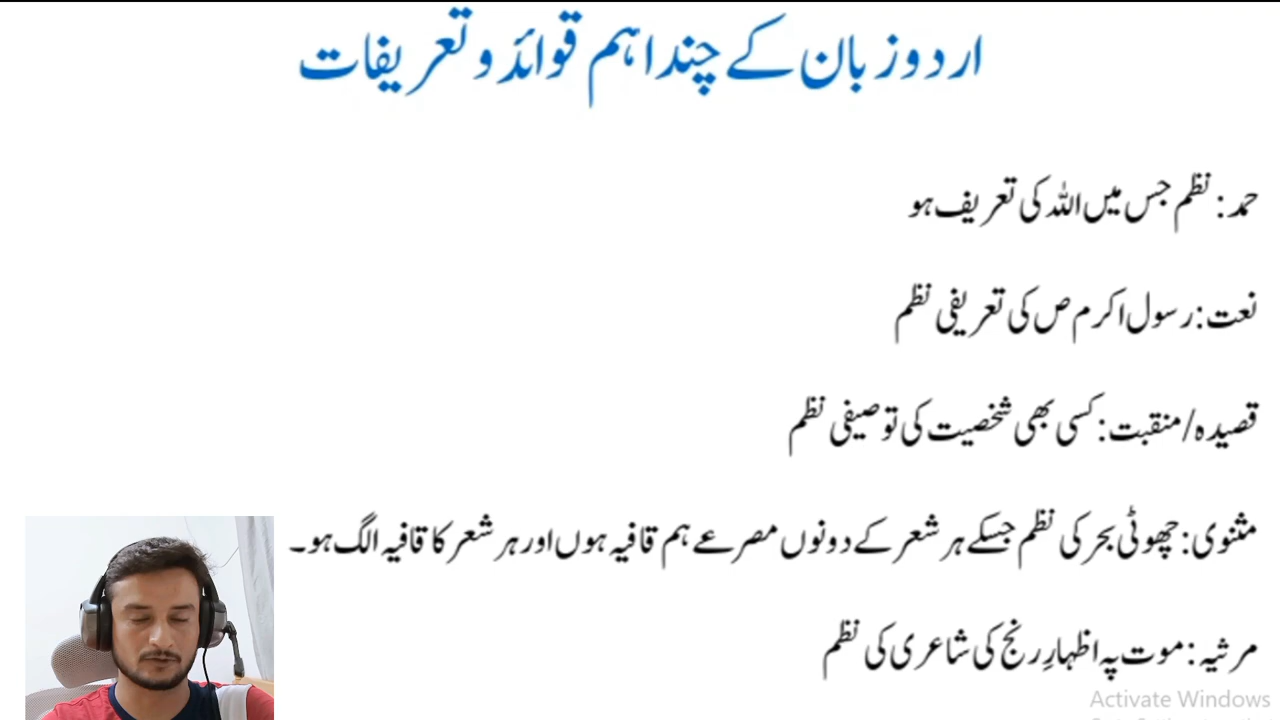 اردو زبان کے چند اہم قوائد و تعریفات
حمد : نظم جس میں اللہ کی تعریف ہو
نعت: رسول اکرم ص کی تعریفی نظم
قصیدہ/منقبت: کسی بھی شخصیت کی توصیفی نظم
مثنوی: چھوٹی بحر کی نظم جسکے ہر شعر کے دونوں مصرعے ہم قافیہ ہوں اور ہر شعر کا قافیہ الگ ہو۔
مرثیہ: موت پہ اظہارِ رنج کی شاعری کی نظم
Activate Windows